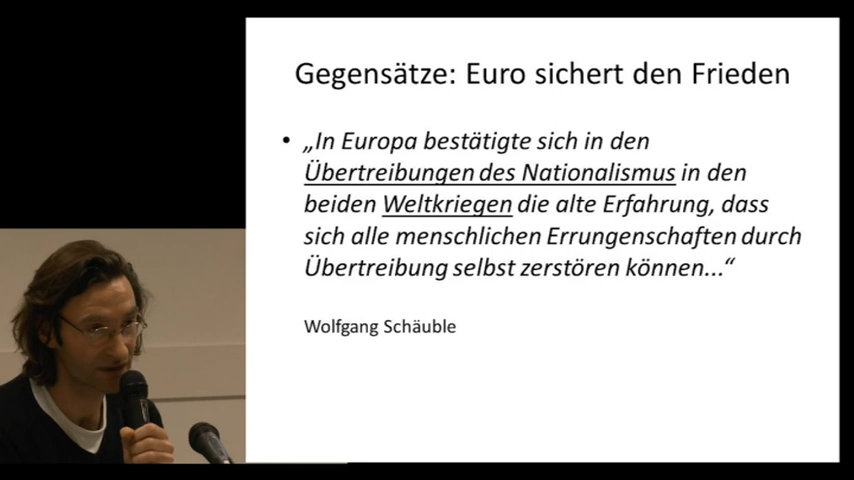 Gegensätze: Euro sichert den Frieden
• „In Europa bestätigte sich in den
Übertreibungen des Nationalismus in den
beiden Weltkriegen die alte Erfahrung, dass
sich alle menschlichen Errungenschaften durch
Übertreibung selbst zerstören können...“
Wolfgang Schäuble